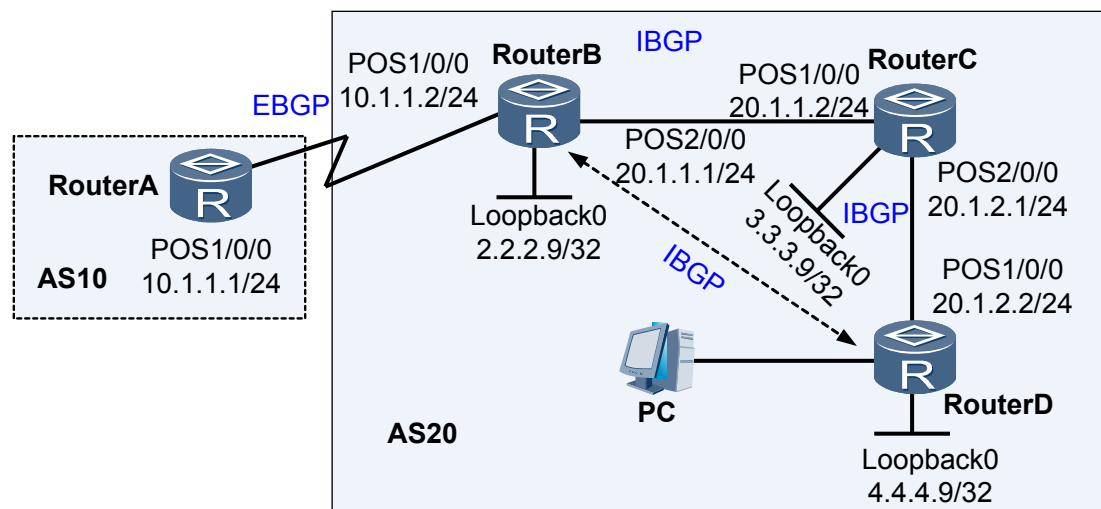 IBGP
RouterB
RouterC
POS1/0/0
10.1.1.2/24
POS1/0/0
20.1.1.2/24
EBGP
R
R
POS2/0/0
20.1.1.1/24
RouterA
R
POS2/0/0
20.1.2.1/24
Loopback0
2.2.2.9/32
Loopback0
3.3.3.9/32
IBGP
POS1/0/0
10.1.1.1/24
AS10
IBGP
POS1/0/0
20.1.2.2/24
R
PC
RouterD
AS20
Loopback0
4.4.4.9/32